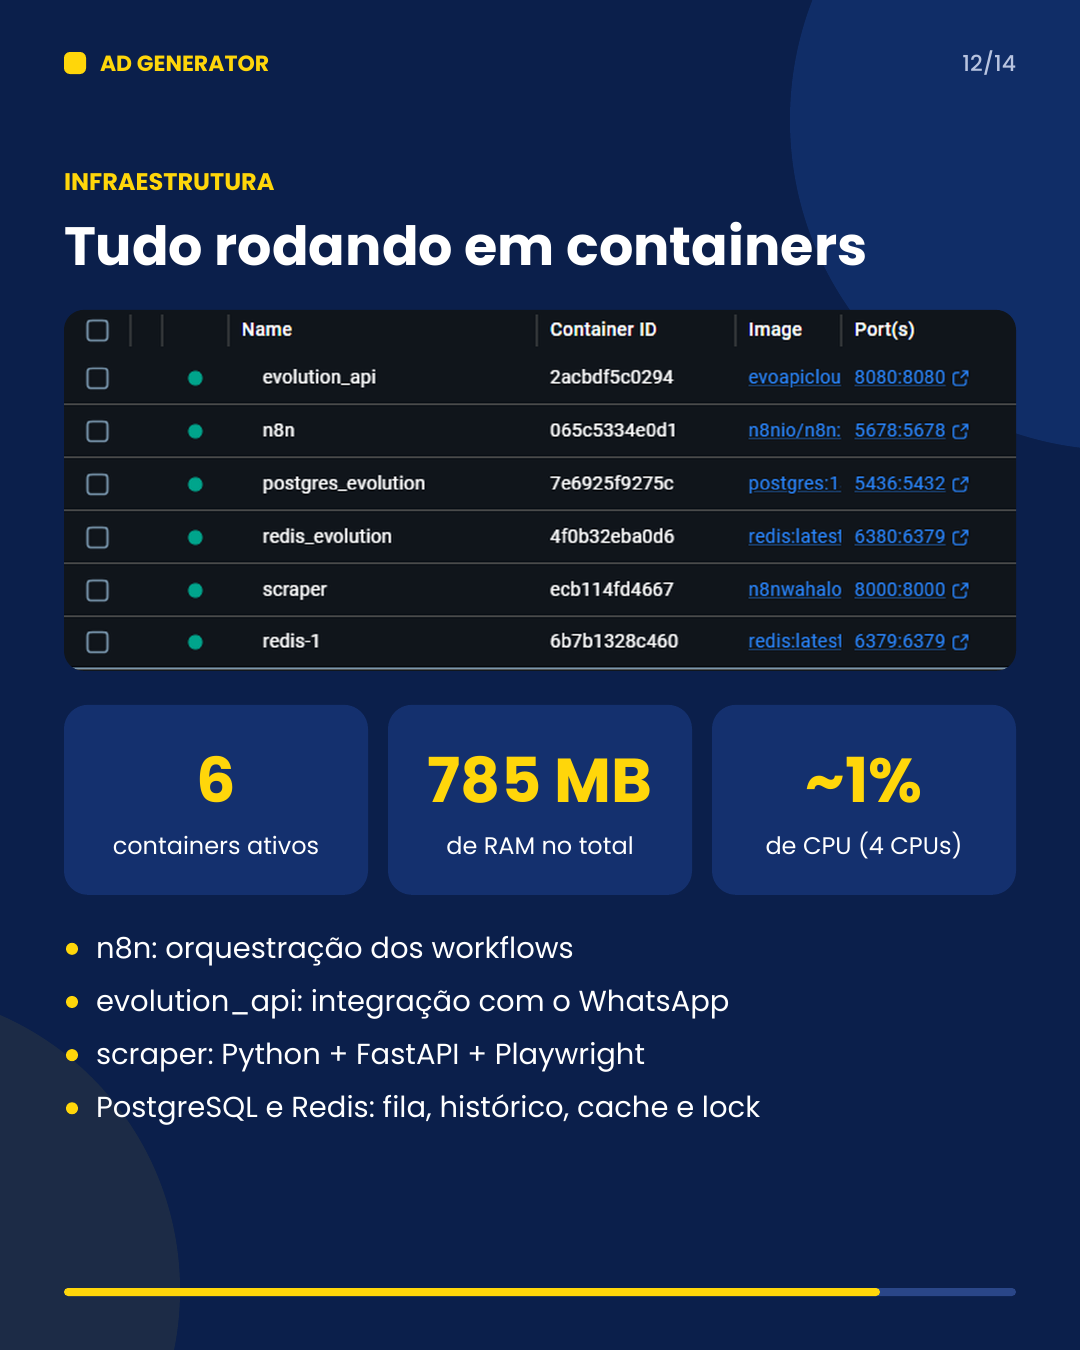 AD GENERATOR
12/14
INFRAESTRUTURA
Tudo rodando em containers
Name Container ID Image Port(s)
evolution_api 2acbdf5c0294 evoapiclou 8080:8080
n8n 065c5334e0d1 n8nio/n8n: 5678:5678
postgres_evolution 7e6925f9275c postgres:1 5436:5432
redis_evolution 4f0b32eba0d6 redis:latest 6380:6379
scraper ecb114fd4667 n8nwahalo 8000:8000
redis-1 6b7b1328c460 redis:latest 6379:6379
6
containers ativos
785 MB
de RAM no total
~1%
de CPU (4 CPUs)
• n8n: orquestração dos workflows
• evolution_api: integração com o WhatsApp
• scraper: Python + FastAPI + Playwright
• PostgreSQL e Redis: fila, histórico, cache e lock